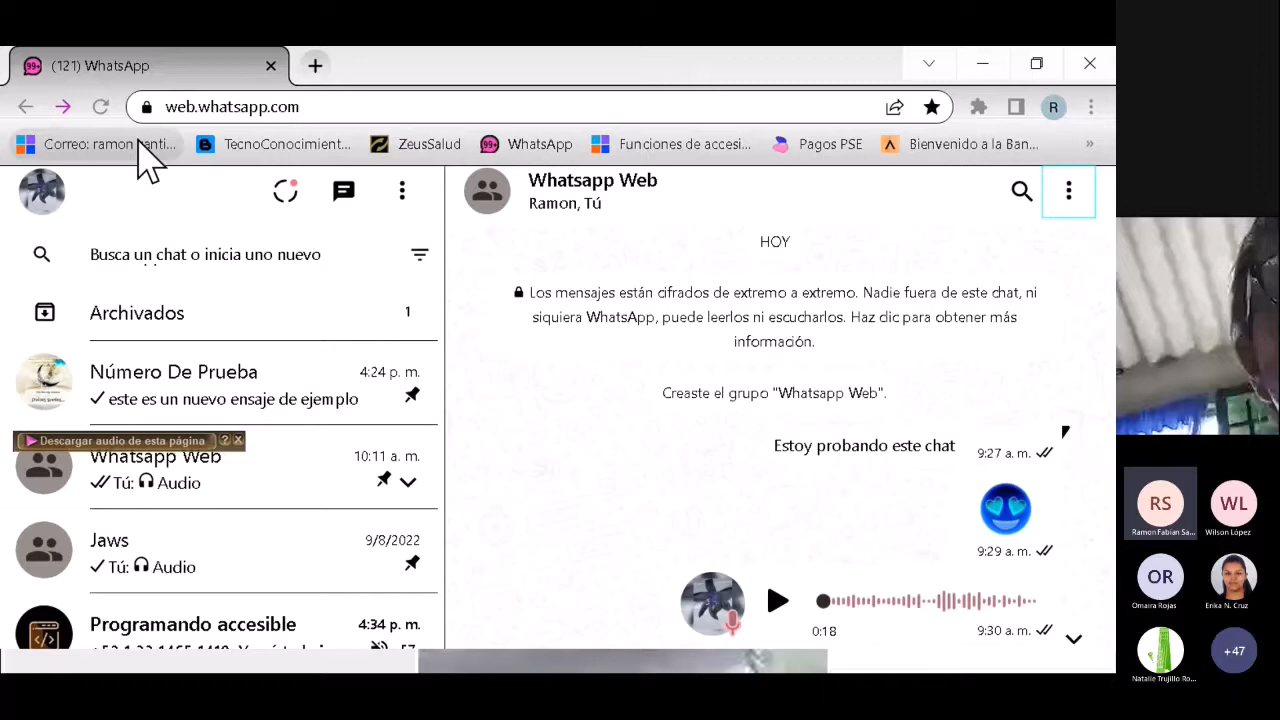 (121) WhatsApp
web.whatsapp.com
R
Correo: ramon santi...
TecnoConocimient...
ZeusSalud
WhatsApp
Funciones de accesi...
Pagos PSE
Bienvenido a la Ban...
»
Whatsapp Web
Ramon, Tú
Busca un chat o inicia uno nuevo
HOY
Los mensajes están cifrados de extremo a extremo. Nadie fuera de este chat, ni
siquiera WhatsApp, puede leerlos ni escucharlos. Haz clic para obtener más
información.
Creaste el grupo "Whatsapp Web".
Estoy probando este chat
9:27 a. m.
9:29 a. m.
0:18
9:30 a. m.
Archivados
1
Número De Prueba
4:24 p. m.
este es un nuevo ensaje de ejemplo
Descargar audio de esta página ? X
Whatsapp Web
10:11 a. m.
Tú: Audio
Jaws
9/8/2022
Tú: Audio
Programando accesible
4:34 p. m.
57
RS
Ramon Fabian Sa...
WL
Wilson López
OR
Omaira Rojas
Erika N. Cruz
Natalie Trujillo Ro...
+47